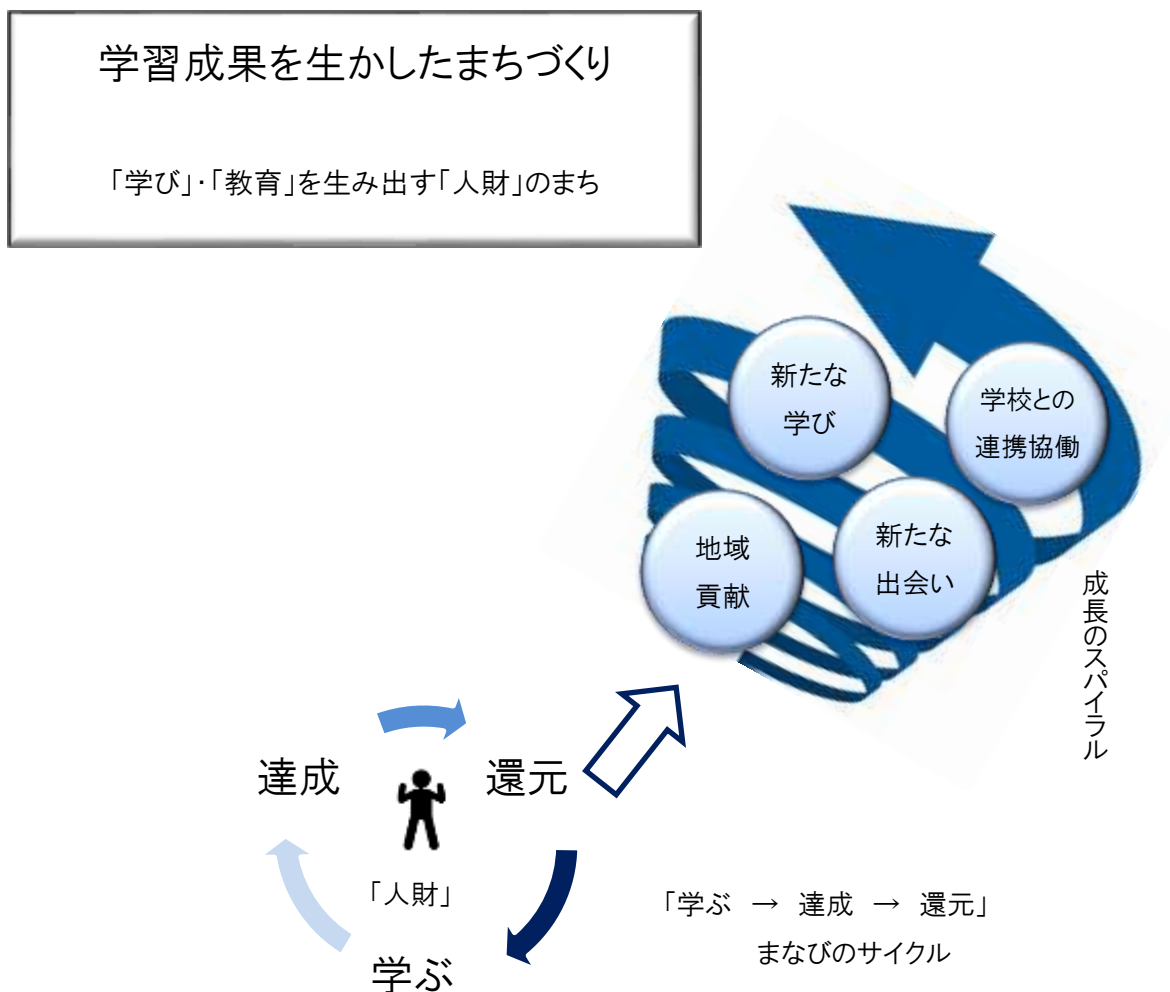 学習成果を生かしたまちづくり
「学び」・「教育」を生み出す「人財」のまち
新たな
学び
学校との
連携協働
地域
貢献
新たな
出会い
成長のスパイラル
達成
還元
「人財」
学ぶ
「学ぶ → 達成 → 還元」
まなびのサイクル